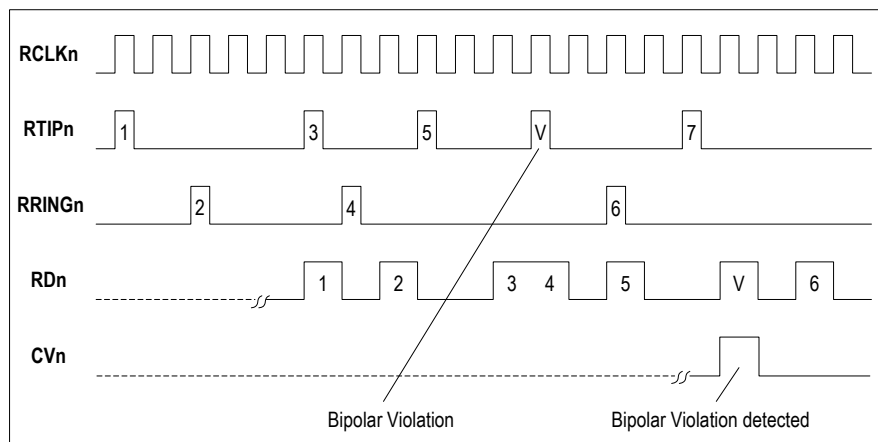 RCLKn
RTIPn 1 3 5 V 7
RRINGn 2 4 6
RDn 1 2 3 4 5 V 6
CVn
Bipolar Violation Bipolar Violation detected